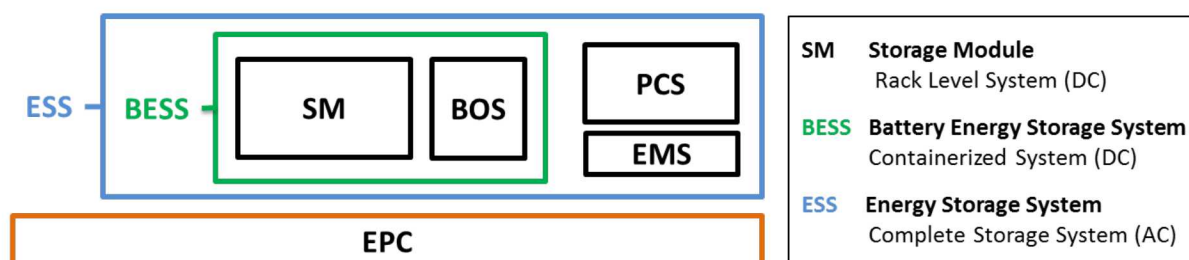 ESS
BESS
SM
BOS
PCS
EMS
EPC
SM Storage Module
Rack Level System (DC)
BESS Battery Energy Storage System
Containerized System (DC)
ESS Energy Storage System
Complete Storage System (AC)